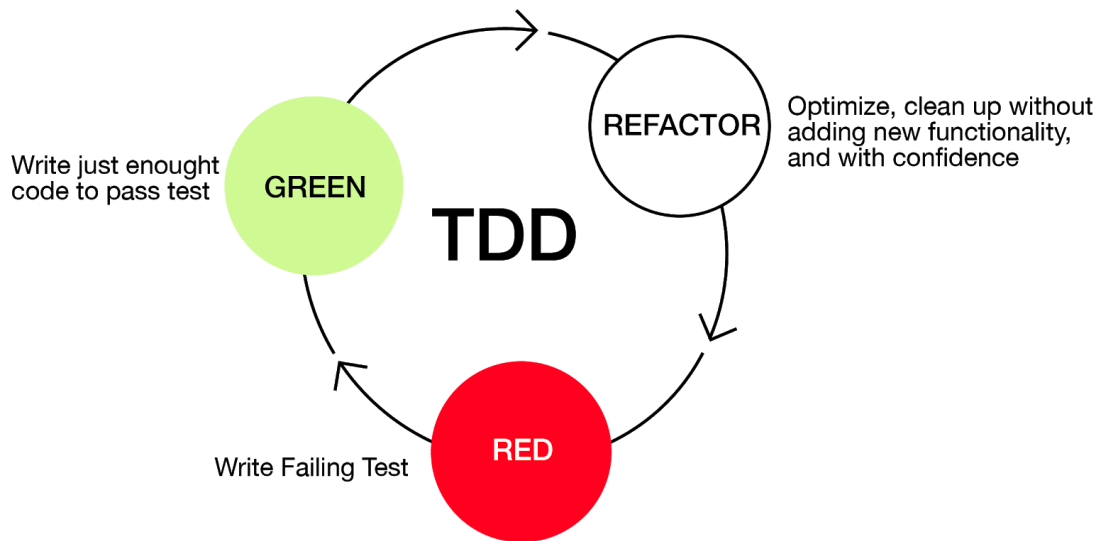 REFACTOR
Optimize, clean up without
adding new functionality,
and with confidence
Write just enought
code to pass test
GREEN
TDD
RED
Write Failing Test